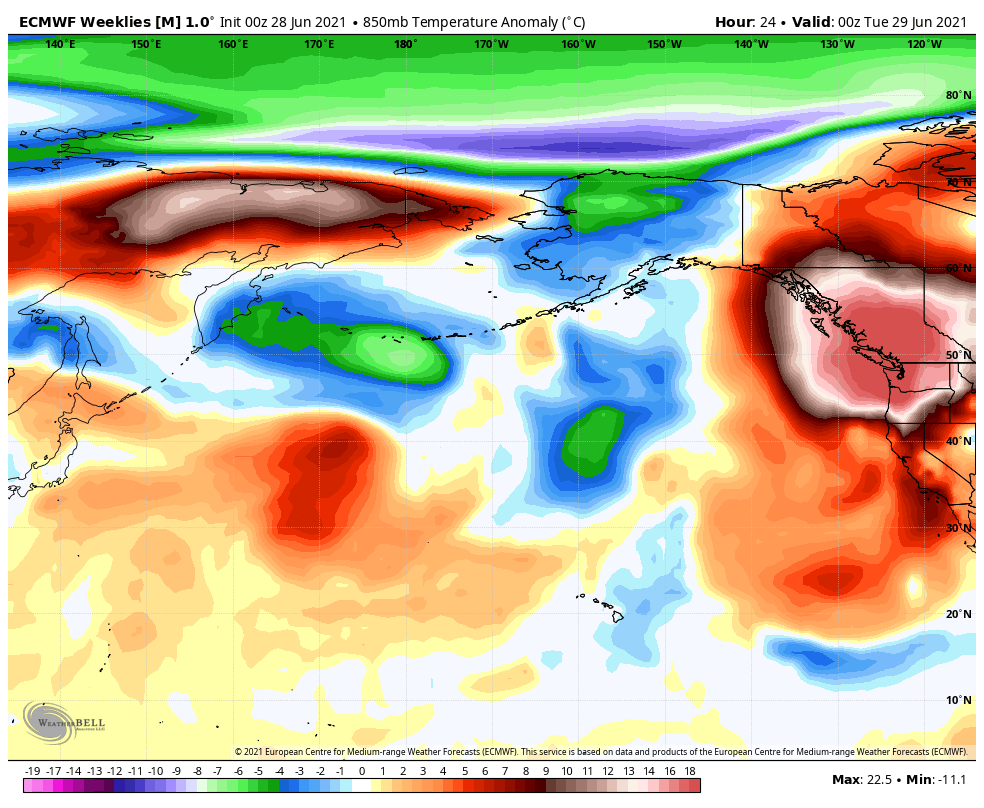 ECMWF Weeklies [M] 1.0° Init 00z 28 Jun 2021 • 850mb Temperature Anomaly (°C)
Hour: 24 • Valid: 00z Tue 29 Jun 2021
140°E 150°E 160°E 170°E 180° 170°W 160°W 150°W 140°W 130°W 120°W
80°N
70°N
60°N
50°N
40°N
30°N
20°N
10°N
WEATHERBELL
ANALYTICS LLC
© 2021 European Centre for Medium-range Weather Forecasts (ECMWF). This service is based on data and products of the European Centre for Medium-range Weather Forecasts (ECMWF).
-19 -17 -14 -13 -12 -11 -10 -9 -8 -7 -6 -5 -4 -3 -2 -1 0 1 2 3 4 5 6 7 8 9 10 11 12 13 14 16 18
Max: 22.5 • Min: -11.1